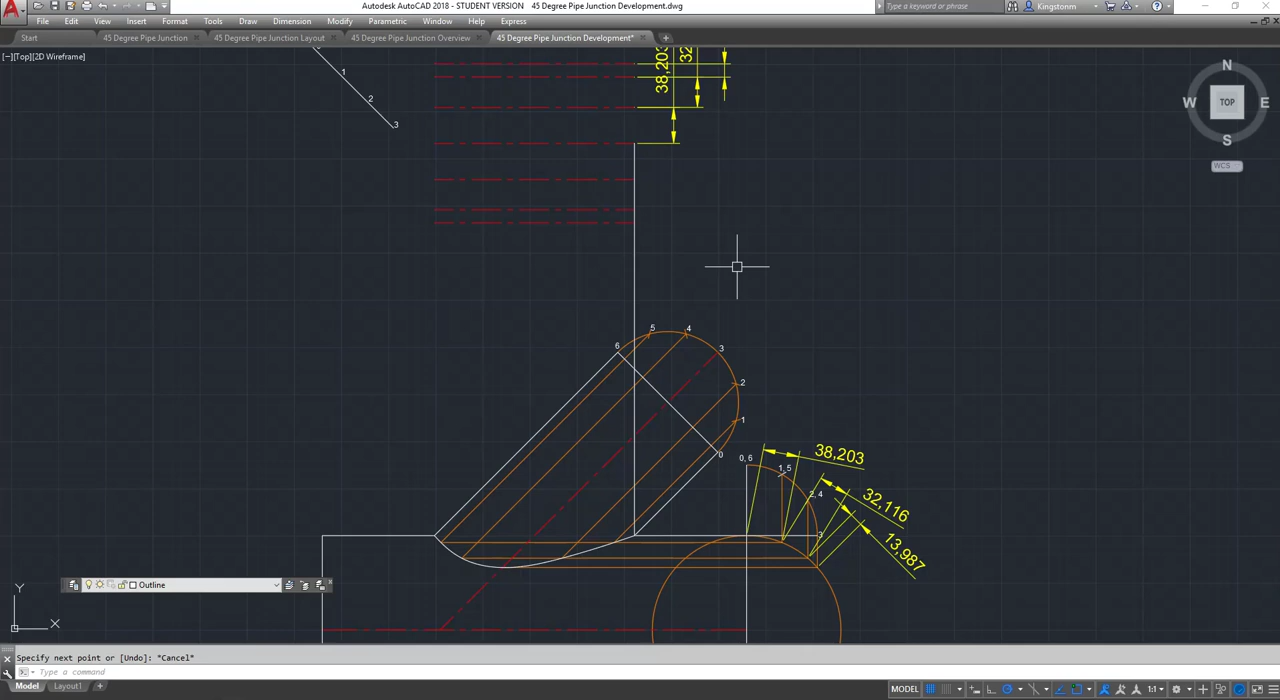 Autodesk AutoCAD 2018 - STUDENT VERSION 45 Degree Pipe Junction Development.dwg
Type a keyword or phrase
Kingstonm
File Edit View Insert Format Tools Draw Dimension Modify Parametric Window Help Express
Start 45 Degree Pipe Junction 45 Degree Pipe Junction Layout 45 Degree Pipe Junction Overview 45 Degree Pipe Junction Development*
[–][Top][2D Wireframe]
38,203
32
N
W TOP E
S
WCS
1
2
3
5
4
6
3
2
1
0
0, 6
1,5
2, 4
3
38,203
32,116
13,987
Outline
Y
X
Specify next point or [Undo]: *Cancel*
Type a command
Model Layout1 +
MODEL 1:1